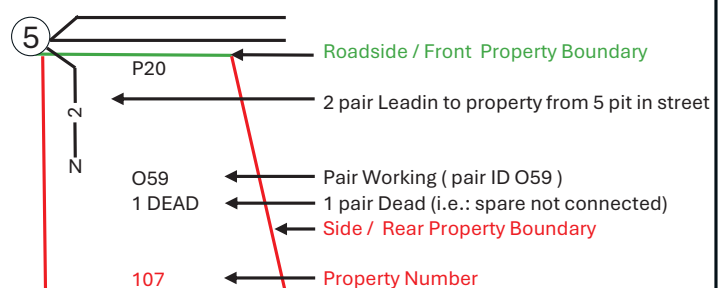 5
Roadside / Front Property Boundary
P20
2 pair Leadin to property from 5 pit in street
2
Z
O59
Pair Working ( pair ID O59 )
1 DEAD
1 pair Dead (i.e.: spare not connected)
Side / Rear Property Boundary
107
Property Number